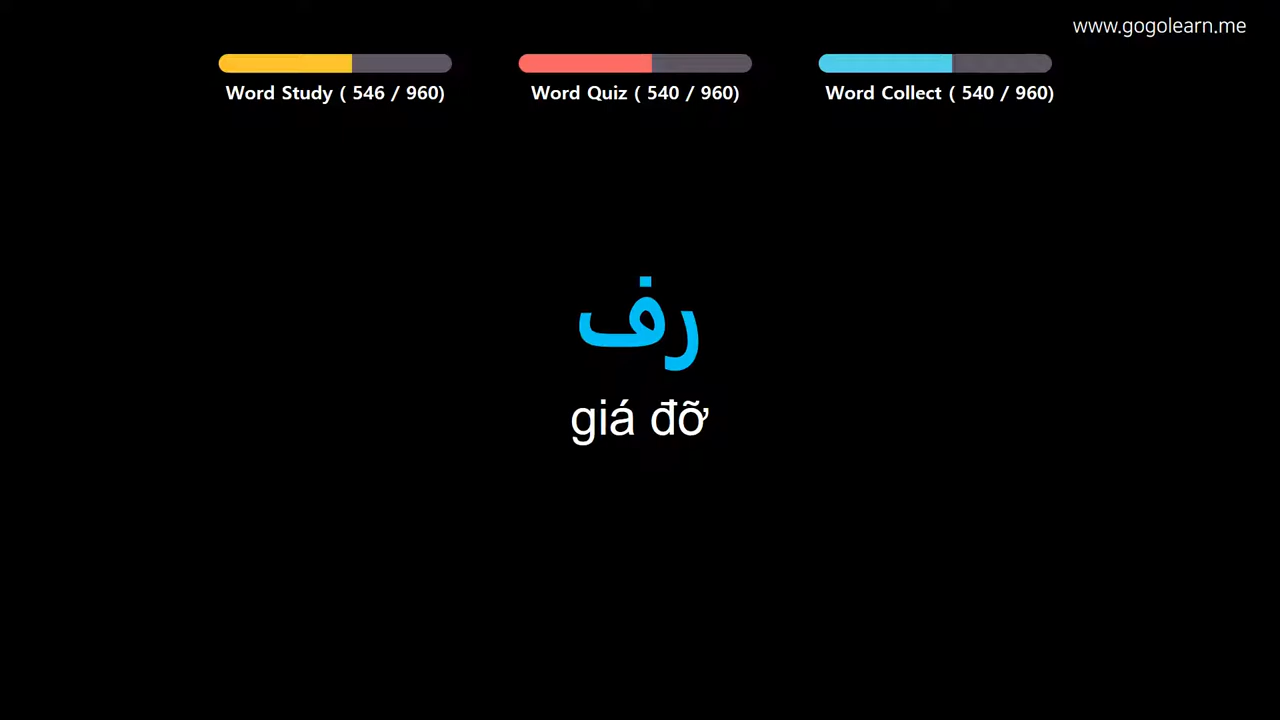 www.gogolearn.me
Word Study ( 546 / 960)
Word Quiz ( 540 / 960)
Word Collect ( 540 / 960)
رف
giá đỡ